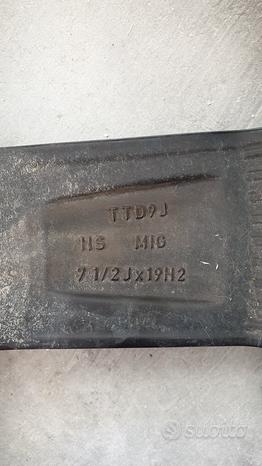 TTD9J
HS MIG
7 1/2Jx19H2
subito